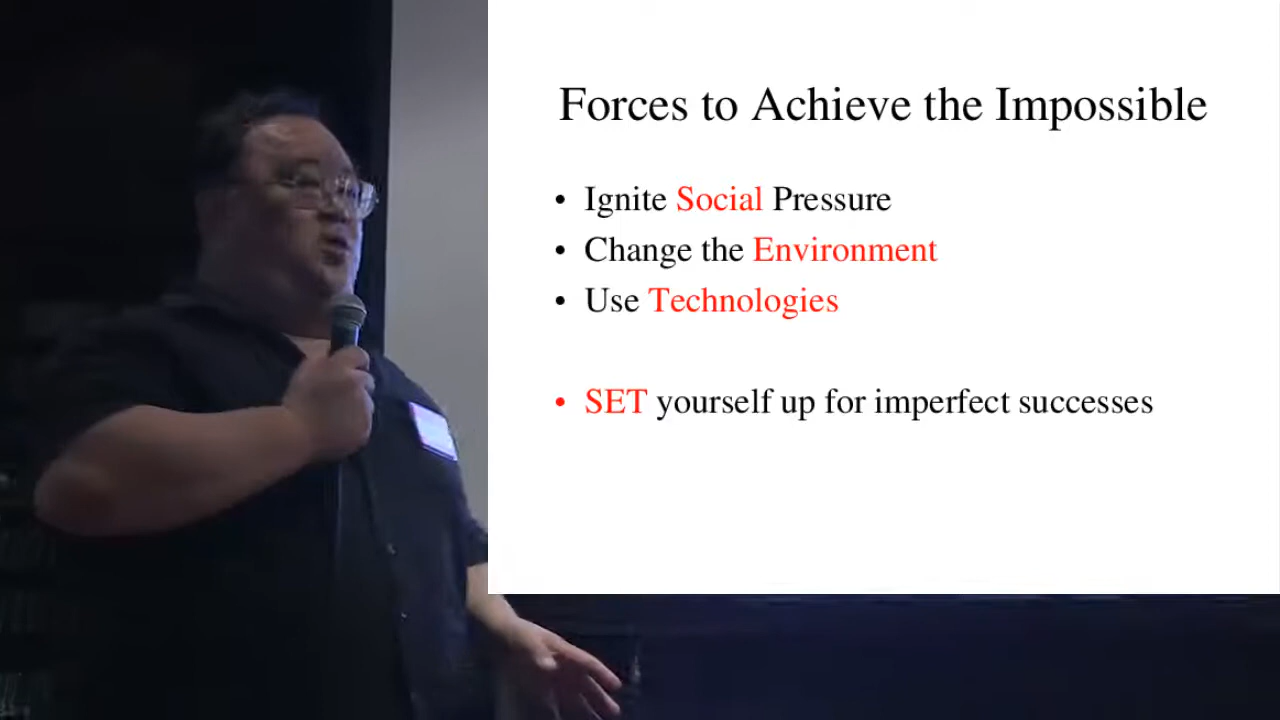 Forces to Achieve the Impossible
• Ignite Social Pressure
• Change the Environment
• Use Technologies
• SET yourself up for imperfect successes